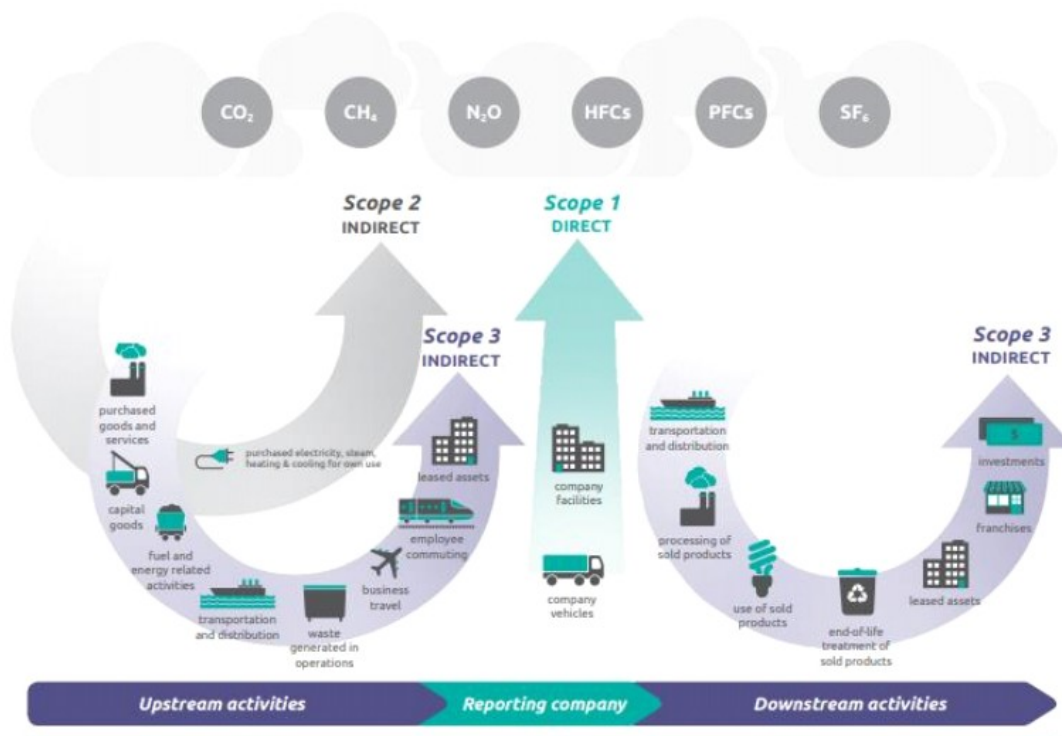 CO₂
CH₄
N₂O
HFCs
PFCs
SF₆
Scope 2
INDIRECT
Scope 1
DIRECT
Scope 3
INDIRECT
Scope 3
INDIRECT
purchased
goods and
services
capital
goods
fuel and
energy related
activities
transportation
and distribution
waste
generated in
operations
business
travel
employee
commuting
leased assets
purchased electricity, steam,
heating & cooling for own use
company
facilities
company
vehicles
transportation
and distribution
processing of
sold products
use of sold
products
end-of-life
treatment of
sold products
leased assets
franchises
investments
$
Upstream activities
Reporting company
Downstream activities